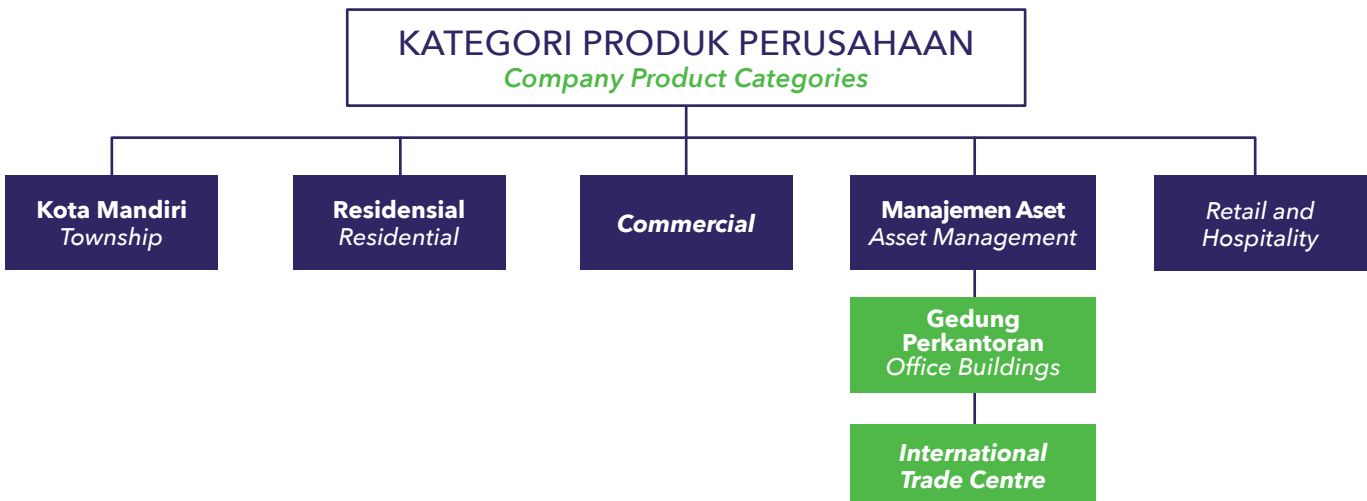 KATEGORI PRODUK PERUSAHAAN
Company Product Categories
Kota Mandiri
Township
Residensial
Residential
Commercial
Manajemen Aset
Asset Management
Retail and
Hospitality
Gedung
Perkantoran
Office Buildings
International
Trade Centre